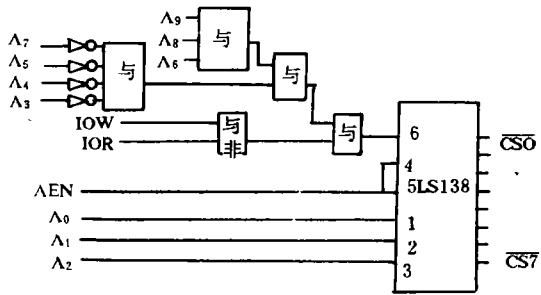 A9
A8
A6
与
A7
A5
A4
A3
与
与
IOW
IOR
与非
与
6
4
5LS138
1
2
3
AEN
A0
A1
A2
CS0
CS7